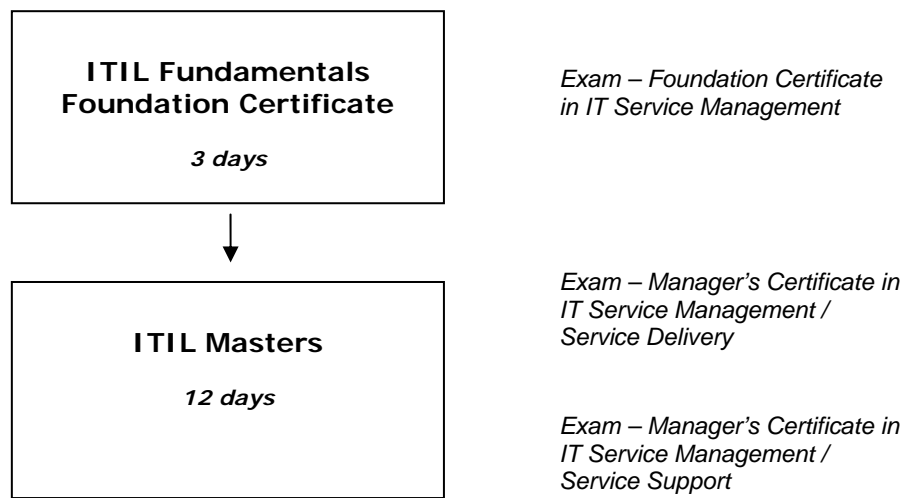 ITIL Fundamentals
Foundation Certificate
3 days
Exam – Foundation Certificate
in IT Service Management
ITIL Masters
12 days
Exam – Manager’s Certificate in
IT Service Management /
Service Delivery
Exam – Manager’s Certificate in
IT Service Management /
Service Support